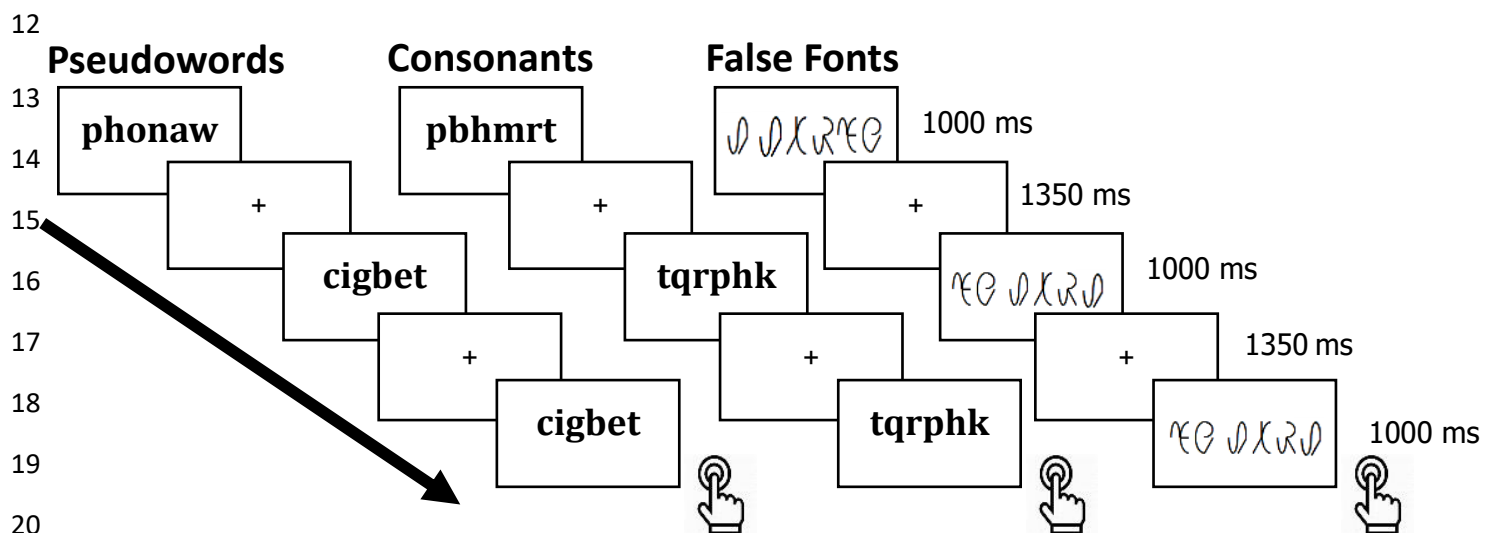 12
Pseudowords Consonants False Fonts
13
phonaw pbhmrt 1000 ms
14
+ + + 1350 ms
15
cigbet tqrphk 1000 ms
16
17
+ + + 1350 ms
18
cigbet tqrphk 1000 ms
19
20